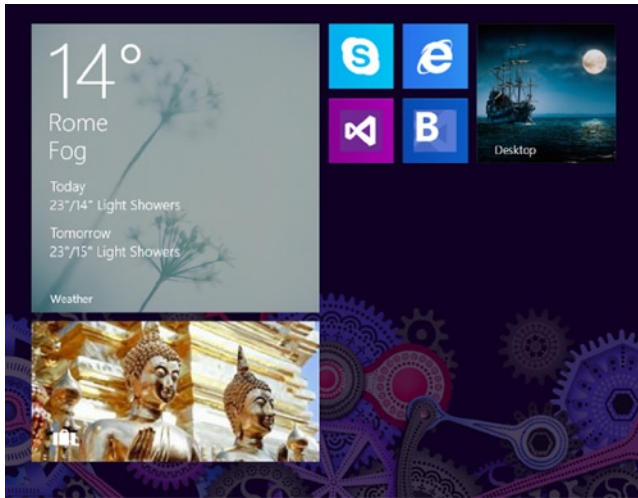 14°
Rome
Fog
Today
23°/14° Light Showers
Tomorrow
23°/15° Light Showers
Weather
B
Desktop